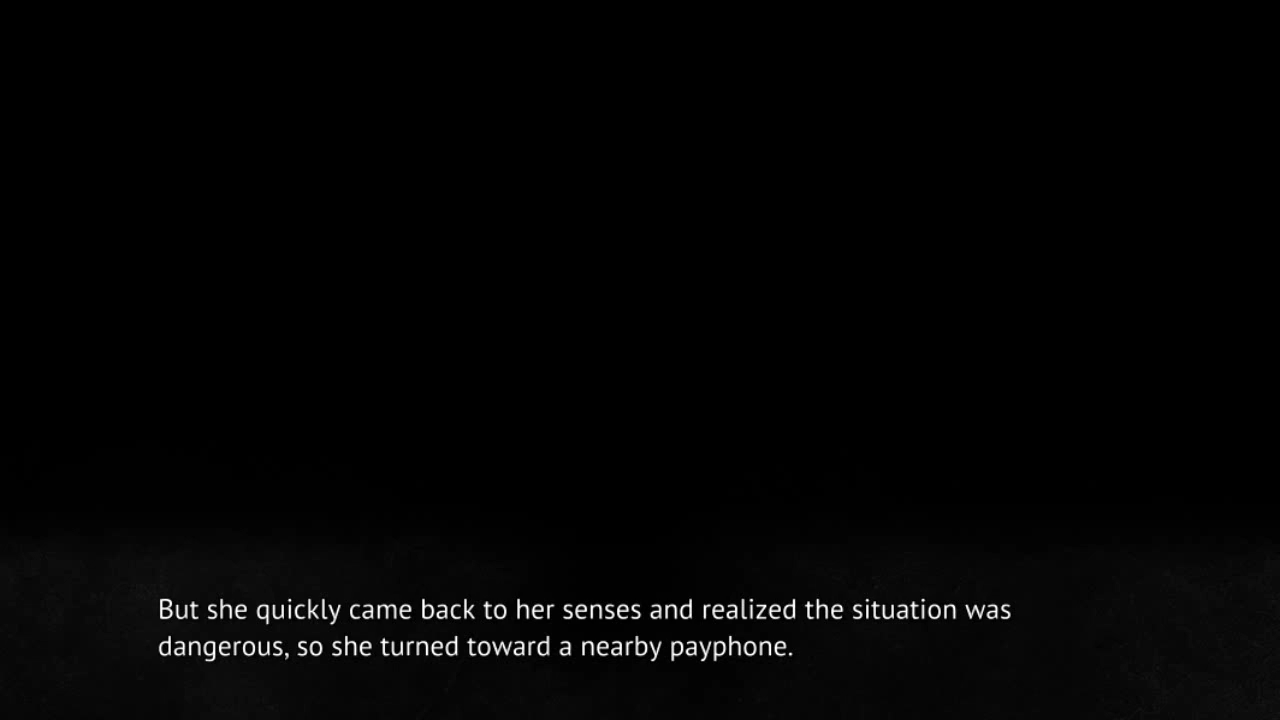 But she quickly came back to her senses and realized the situation was
dangerous, so she turned toward a nearby payphone.